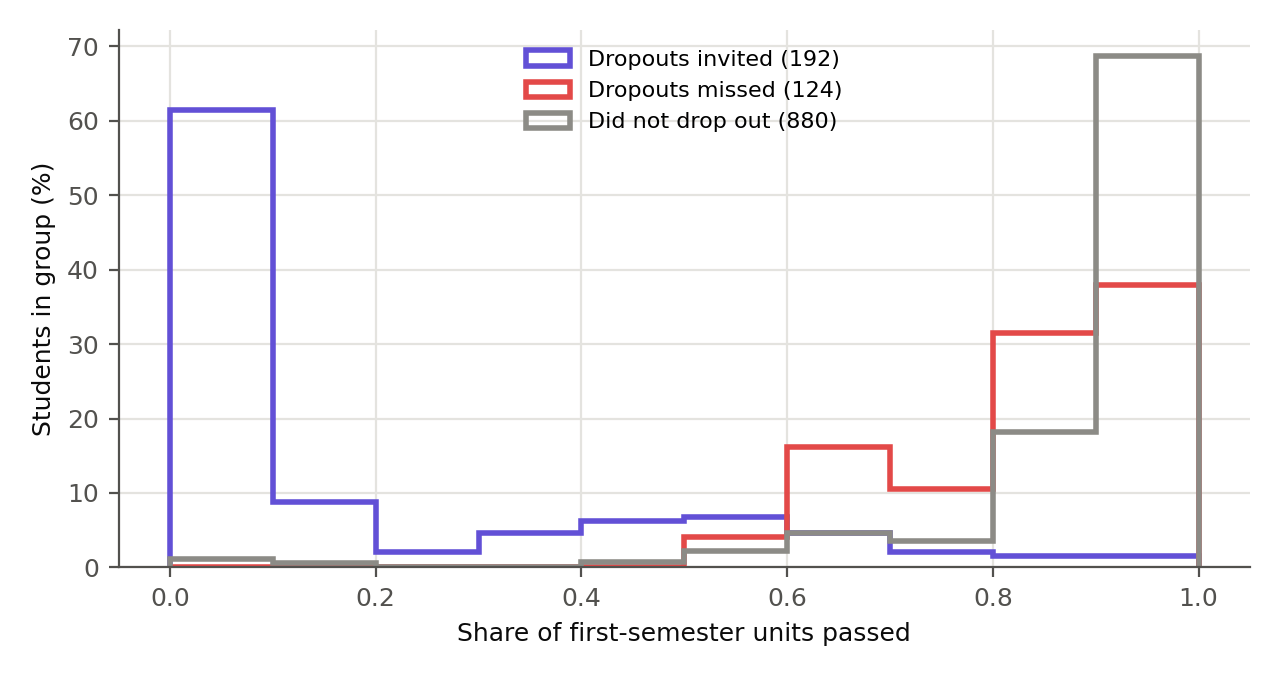 Dropouts invited (192)
Dropouts missed (124)
Did not drop out (880)
Students in group (%)
70
60
50
40
30
20
10
0
0.0 0.2 0.4 0.6 0.8 1.0
Share of first-semester units passed